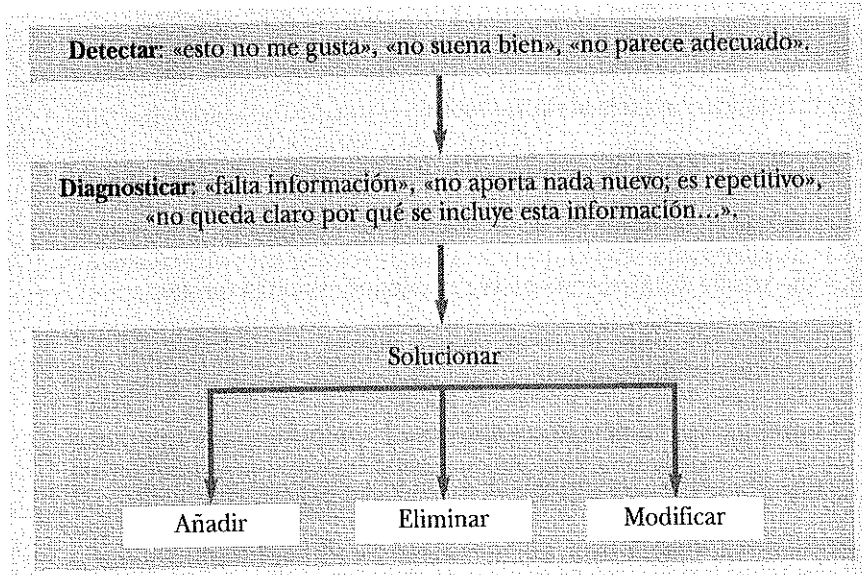 Detectar: «esto no me gusta», «no suena bien», «no parece adecuado».
Diagnosticar: «falta información», «no aporta nada nuevo; es repetitivo»,
«no queda claro por qué se incluye esta información...».
Solucionar
Añadir
Eliminar
Modificar